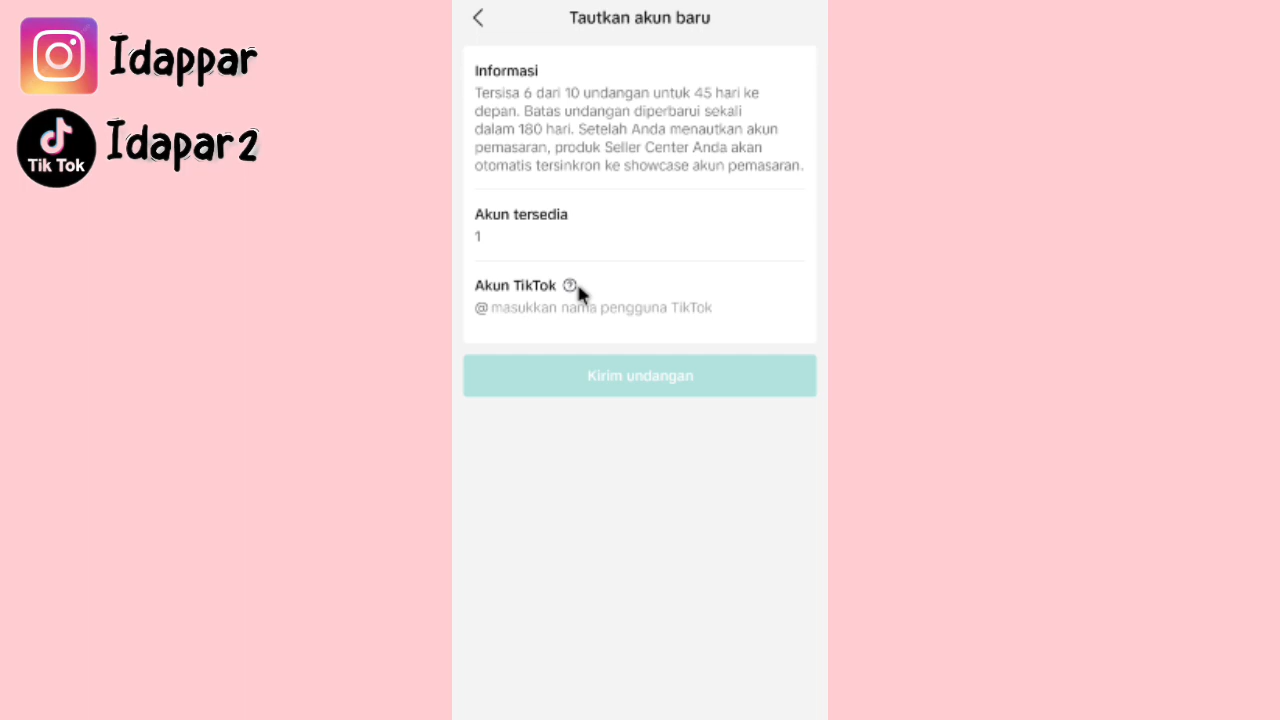 Idappar
Tik Tok
Idapar2
Tautkan akun baru
Informasi
Tersisa 6 dari 10 undangan untuk 45 hari ke
depan. Batas undangan diperbarui sekali
dalam 180 hari. Setelah Anda menautkan akun
pemasaran, produk Seller Center Anda akan
otomatis tersinkron ke showcase akun pemasaran.
Akun tersedia
1
Akun TikTok
@ masukkan nama pengguna TikTok
Kirim undangan